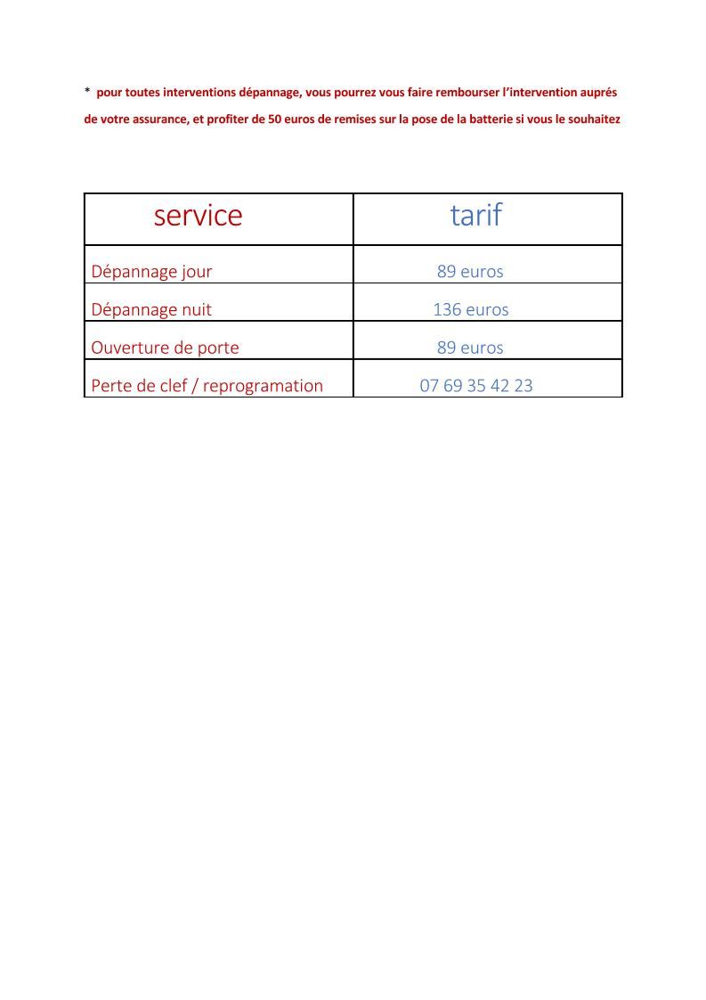 * pour toutes interventions dépannage, vous pourrez vous faire rembourser l’intervention auprés
de votre assurance, et profiter de 50 euros de remises sur la pose de la batterie si vous le souhaitez
service tarif
Dépannage jour 89 euros
Dépannage nuit 136 euros
Ouverture de porte 89 euros
Perte de clef / reprogramation 07 69 35 42 23